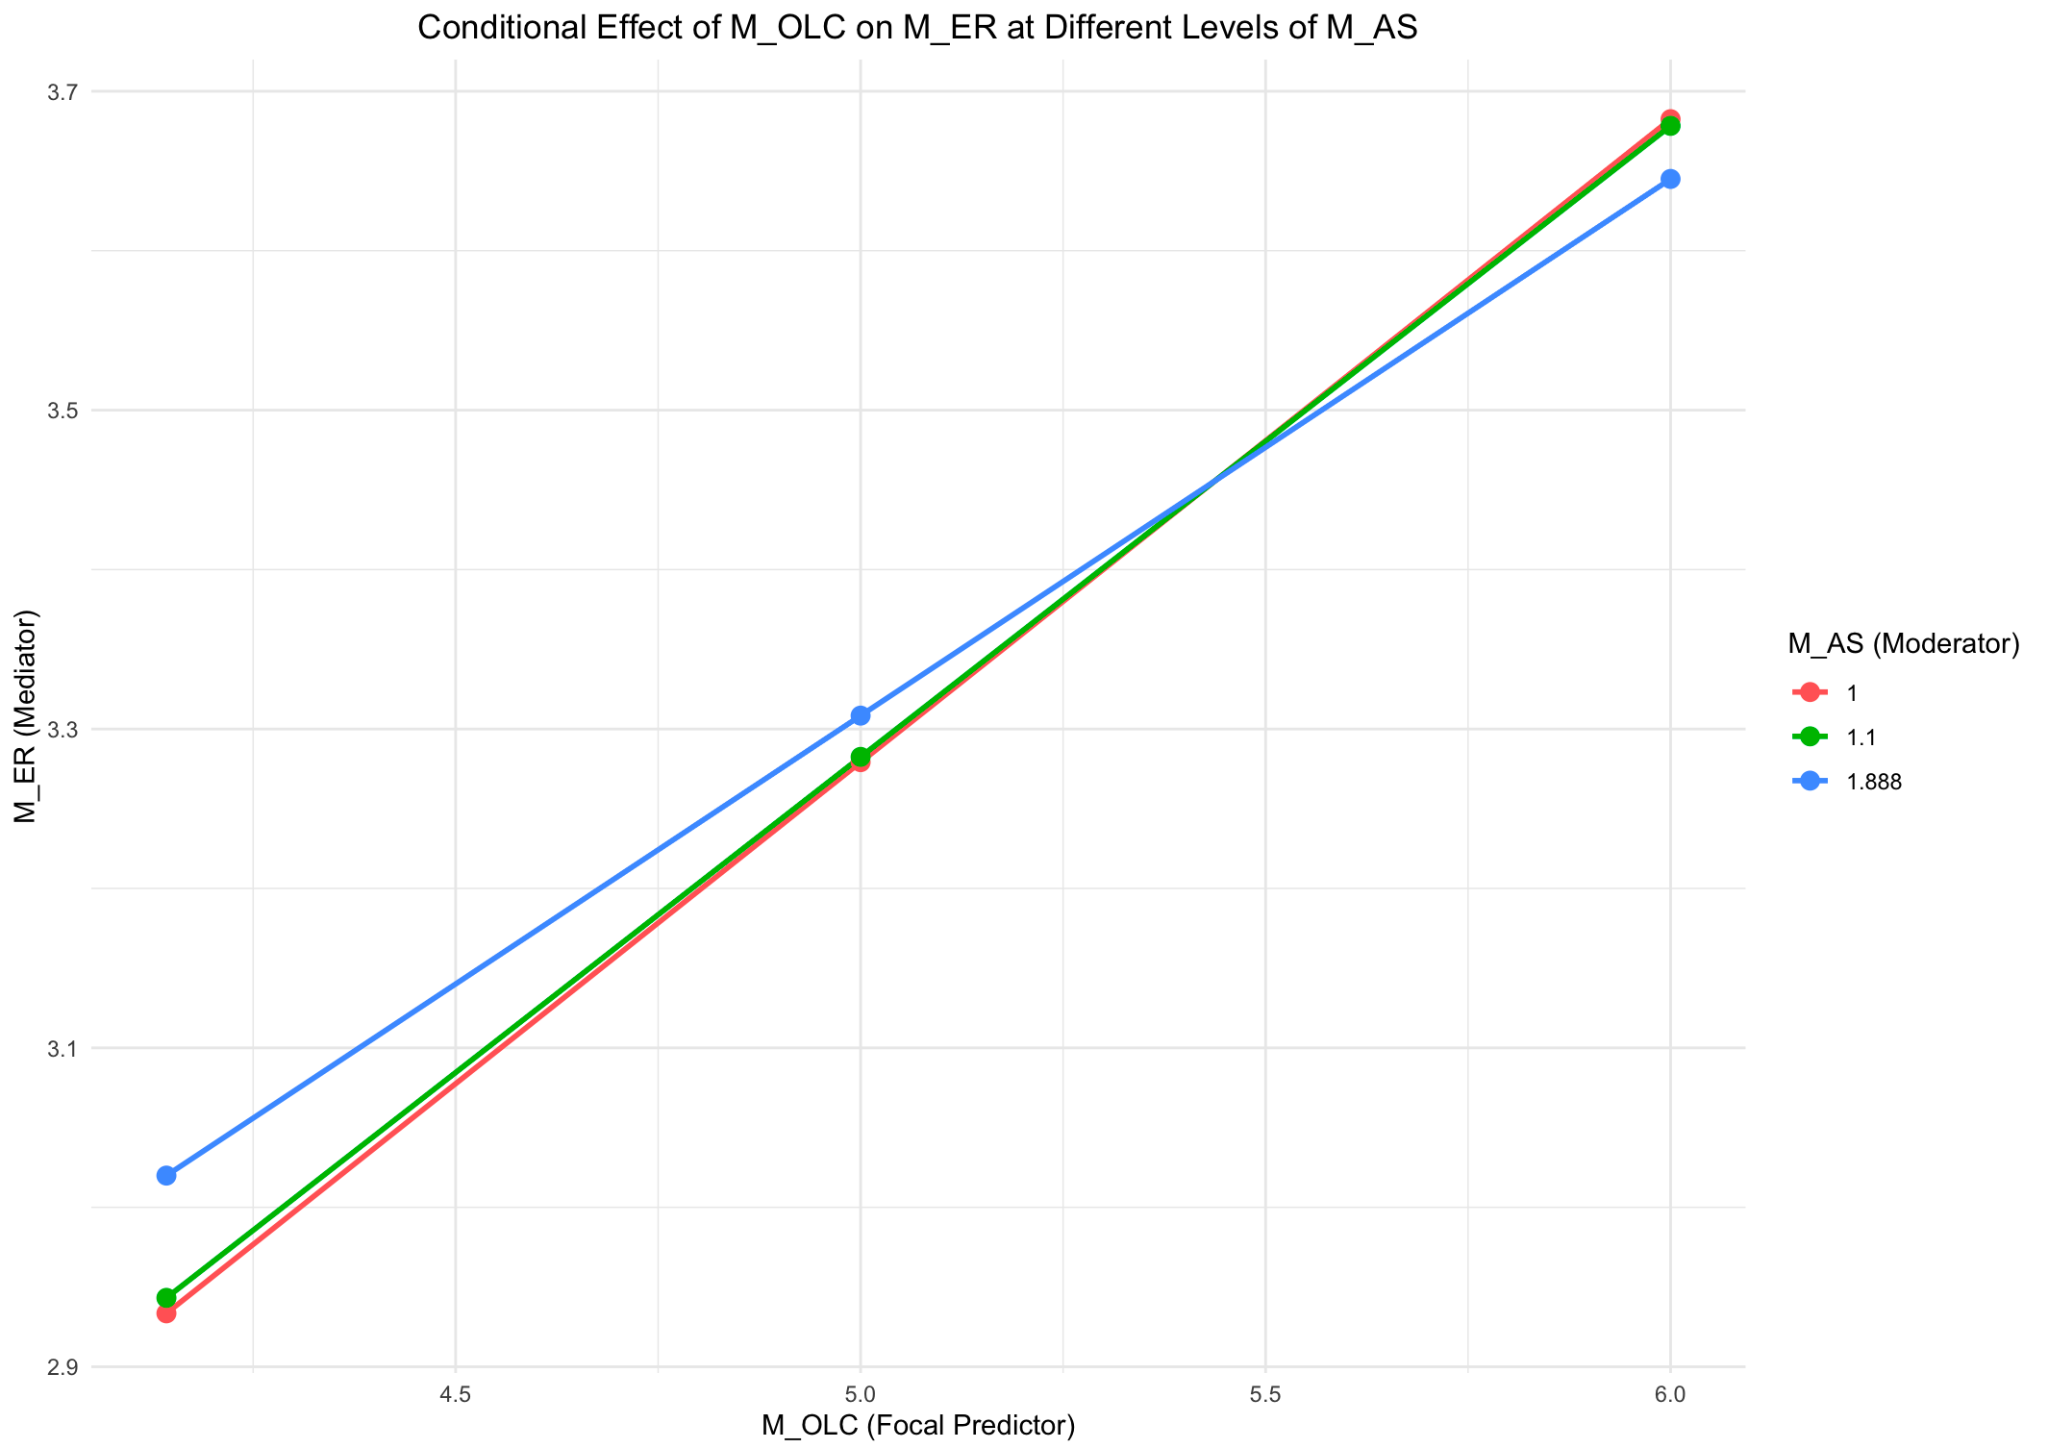 Conditional Effect of M_OLC on M_ER at Different Levels of M_AS
3.7
3.5
3.3
3.1
2.9
M_ER (Mediator)
4.5 5.0 5.5 6.0
M_OLC (Focal Predictor)
M_AS (Moderator)
1
1.1
1.888